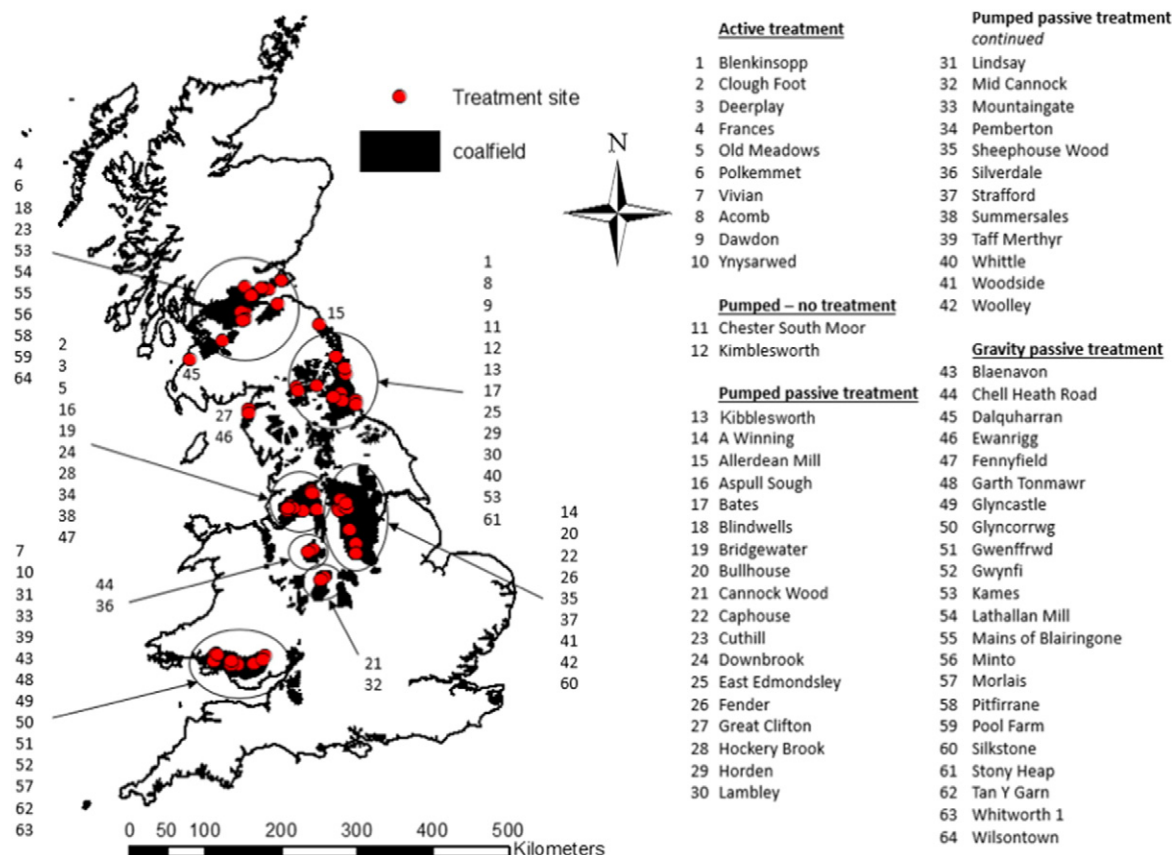 Treatment site
coalfield
N
4
6
18
23
53
54
55
56
58
59
64
2
3
5
16
19
24
28
34
38
47
7
10
31
33
39
43
48
49
50
51
52
57
62
63
45
27
46
15
1
8
9
11
12
13
17
25
29
30
40
53
61
14
20
22
26
35
37
41
42
60
44
36
21
32
0 50 100 200 300 400 500
Kilometers
Active treatment
1 Blenkinsopp
2 Clough Foot
3 Deerplay
4 Frances
5 Old Meadows
6 Polkemmet
7 Vivian
8 Acomb
9 Dawdon
10 Ynysarwed
Pumped – no treatment
11 Chester South Moor
12 Kimblesworth
Pumped passive treatment
13 Kibblesworth
14 A Winning
15 Allerdean Mill
16 Aspull Sough
17 Bates
18 Blindwells
19 Bridgewater
20 Bullhouse
21 Cannock Wood
22 Caphouse
23 Cuthill
24 Downbrook
25 East Edmondsley
26 Fender
27 Great Clifton
28 Hockery Brook
29 Horden
30 Lambley
Pumped passive treatment
continued
31 Lindsay
32 Mid Cannock
33 Mountaingate
34 Pemberton
35 Sheephouse Wood
36 Silverdale
37 Strafford
38 Summersales
39 Taff Merthyr
40 Whittle
41 Woodside
42 Woolley
Gravity passive treatment
43 Blaenavon
44 Chell Heath Road
45 Dalquharran
46 Ewanrigg
47 Fennyfield
48 Garth Tonmawr
49 Glyncastle
50 Glyncorrwg
51 Gwenffrwd
52 Gwynfi
53 Kames
54 Lathallan Mill
55 Mains of Blairingone
56 Minto
57 Morlais
58 Pitfirrane
59 Pool Farm
60 Silkstone
61 Stony Heap
62 Tan Y Garn
63 Whitworth 1
64 Wilsontown